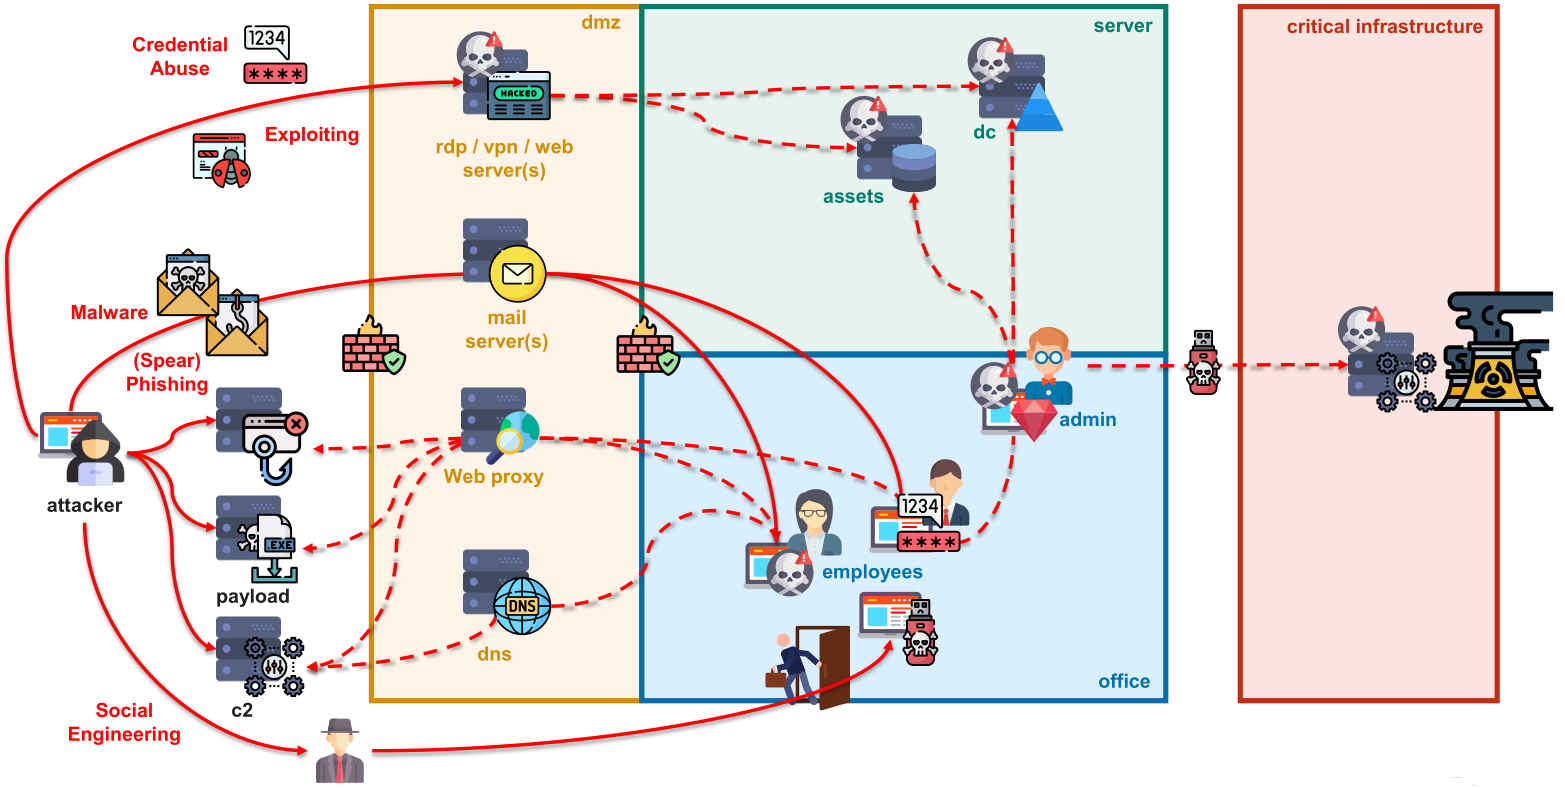 dmz
server
critical infrastructure
Credential
Abuse
1234
****
HACKED
Exploiting
rdp / vpn / web
server(s)
dc
assets
Malware
mail
server(s)
(Spear)
Phishing
admin
Web proxy
attacker
1234
****
.EXE
payload
employees
DNS
dns
c2
office
Social
Engineering